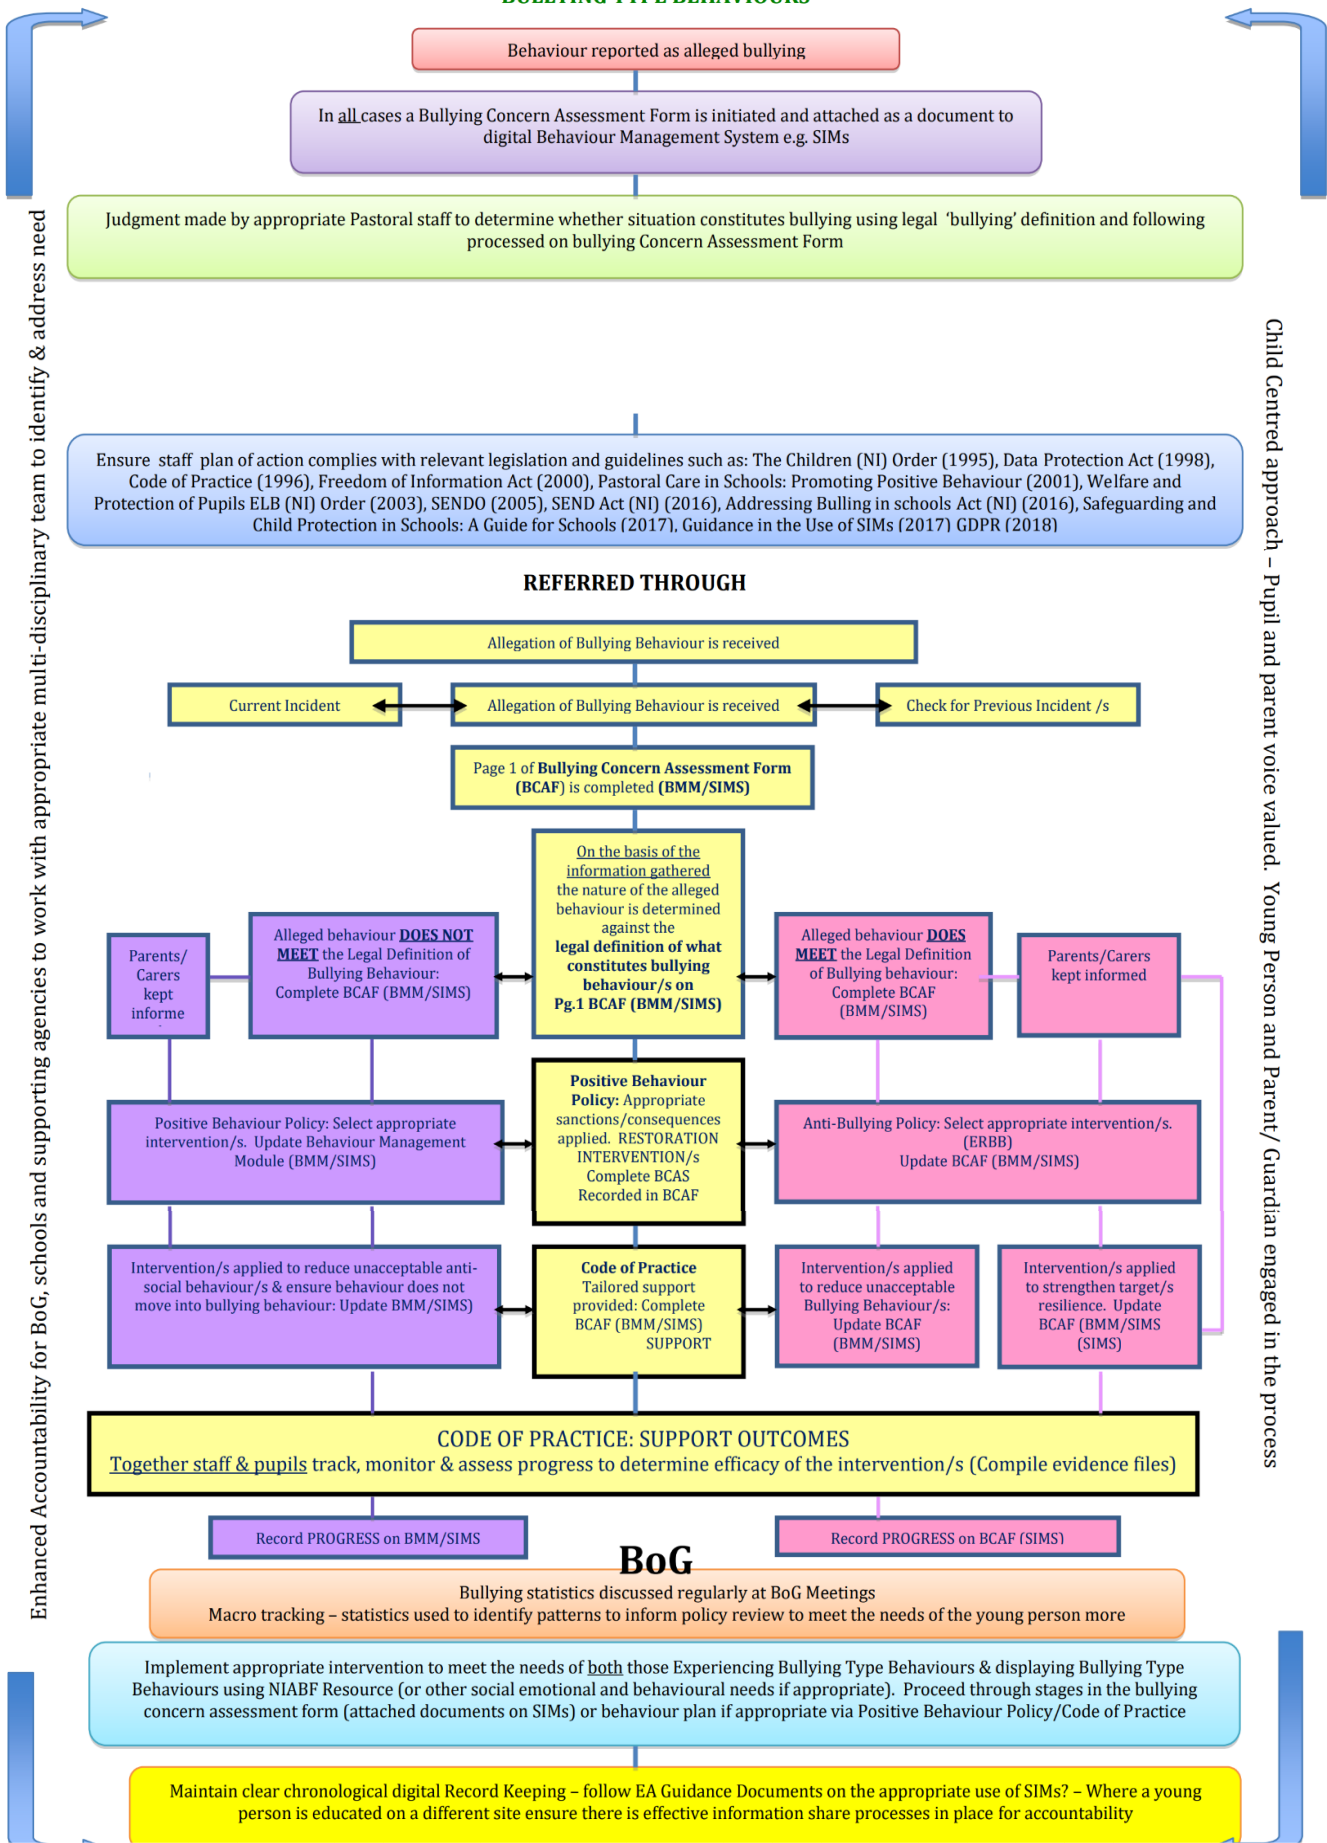 BULLYING TYPE BEHAVIOURS
Behaviour reported as alleged bullying
In all cases a Bullying Concern Assessment Form is initiated and attached as a document to
digital Behaviour Management System e.g. SIMs
Judgment made by appropriate Pastoral staff to determine whether situation constitutes bullying using legal ‘bullying’ definition and following
processed on bullying Concern Assessment Form
Enhanced Accountability for BoG, schools and supporting agencies to work with appropriate multi-disciplinary team to identify & address need
Child Centred approach – Pupil and parent voice valued. Young Person and Parent/ Guardian engaged in the process
Ensure staff plan of action complies with relevant legislation and guidelines such as: The Children (NI) Order (1995), Data Protection Act (1998),
Code of Practice (1996), Freedom of Information Act (2000), Pastoral Care in Schools: Promoting Positive Behaviour (2001), Welfare and
Protection of Pupils ELB (NI) Order (2003), SENDO (2005), SEND Act (NI) (2016), Addressing Bulling in schools Act (NI) (2016), Safeguarding and
Child Protection in Schools: A Guide for Schools (2017), Guidance in the Use of SIMs (2017) GDPR (2018)
REFERRED THROUGH
Allegation of Bullying Behaviour is received
Current Incident
Allegation of Bullying Behaviour is received
Check for Previous Incident /s
Page 1 of Bullying Concern Assessment Form
(BCAF) is completed (BMM/SIMS)
On the basis of the
information gathered
the nature of the alleged
behaviour is determined
against the
legal definition of what
constitutes bullying
behaviour/s on
Pg.1 BCAF (BMM/SIMS)
Parents/
Carers
kept
informe
Alleged behaviour DOES NOT
MEET the Legal Definition of
Bullying Behaviour:
Complete BCAF (BMM/SIMS)
Alleged behaviour DOES
MEET the Legal Definition
of Bullying behaviour:
Complete BCAF
(BMM/SIMS)
Parents/Carers
kept informed
Positive Behaviour Policy: Select appropriate
intervention/s. Update Behaviour Management
Module (BMM/SIMS)
Positive Behaviour
Policy: Appropriate
sanctions/consequences
applied. RESTORATION
INTERVENTION/s
Complete BCAS
Recorded in BCAF
Anti-Bullying Policy: Select appropriate intervention/s.
(ERBB)
Update BCAF (BMM/SIMS)
Intervention/s applied to reduce unacceptable anti-
social behaviour/s & ensure behaviour does not
move into bullying behaviour: Update BMM/SIMS)
Code of Practice
Tailored support
provided: Complete
BCAF (BMM/SIMS)
SUPPORT
Intervention/s applied
to reduce unacceptable
Bullying Behaviour/s:
Update BCAF
(BMM/SIMS)
Intervention/s applied
to strengthen target/s
resilience. Update
BCAF (BMM/SIMS
(SIMS)
CODE OF PRACTICE: SUPPORT OUTCOMES
Together staff & pupils track, monitor & assess progress to determine efficacy of the intervention/s (Compile evidence files)
Record PROGRESS on BMM/SIMS
Record PROGRESS on BCAF (SIMS)
BoG
Bullying statistics discussed regularly at BoG Meetings
Macro tracking – statistics used to identify patterns to inform policy review to meet the needs of the young person more
Implement appropriate intervention to meet the needs of both those Experiencing Bullying Type Behaviours & displaying Bullying Type
Behaviours using NIABF Resource (or other social emotional and behavioural needs if appropriate). Proceed through stages in the bullying
concern assessment form (attached documents on SIMs) or behaviour plan if appropriate via Positive Behaviour Policy/Code of Practice
Maintain clear chronological digital Record Keeping – follow EA Guidance Documents on the appropriate use of SIMs? – Where a young
person is educated on a different site ensure there is effective information share processes in place for accountability